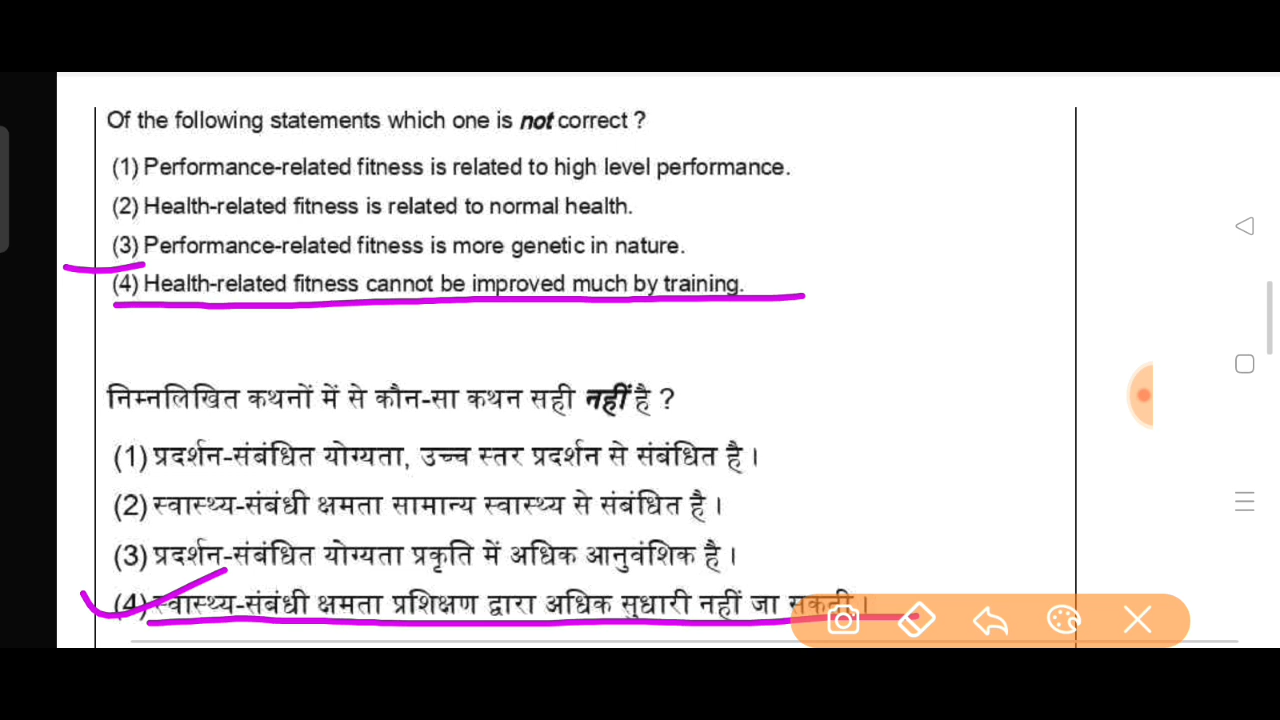 Of the following statements which one is not correct ?
(1) Performance-related fitness is related to high level performance.
(2) Health-related fitness is related to normal health.
(3) Performance-related fitness is more genetic in nature.
(4) Health-related fitness cannot be improved much by training.
निम्नलिखित कथनों में से कौन-सा कथन सही नहीं है ?
(1) प्रदर्शन-संबंधित योग्यता, उच्च स्तर प्रदर्शन से संबंधित है ।
(2) स्वास्थ्य-संबंधी क्षमता सामान्य स्वास्थ्य से संबंधित है ।
(3) प्रदर्शन-संबंधित योग्यता प्रकृति में अधिक आनुवंशिक है ।
(4) स्वास्थ्य-संबंधी क्षमता प्रशिक्षण द्वारा अधिक सुधारी नहीं जा सकती ।